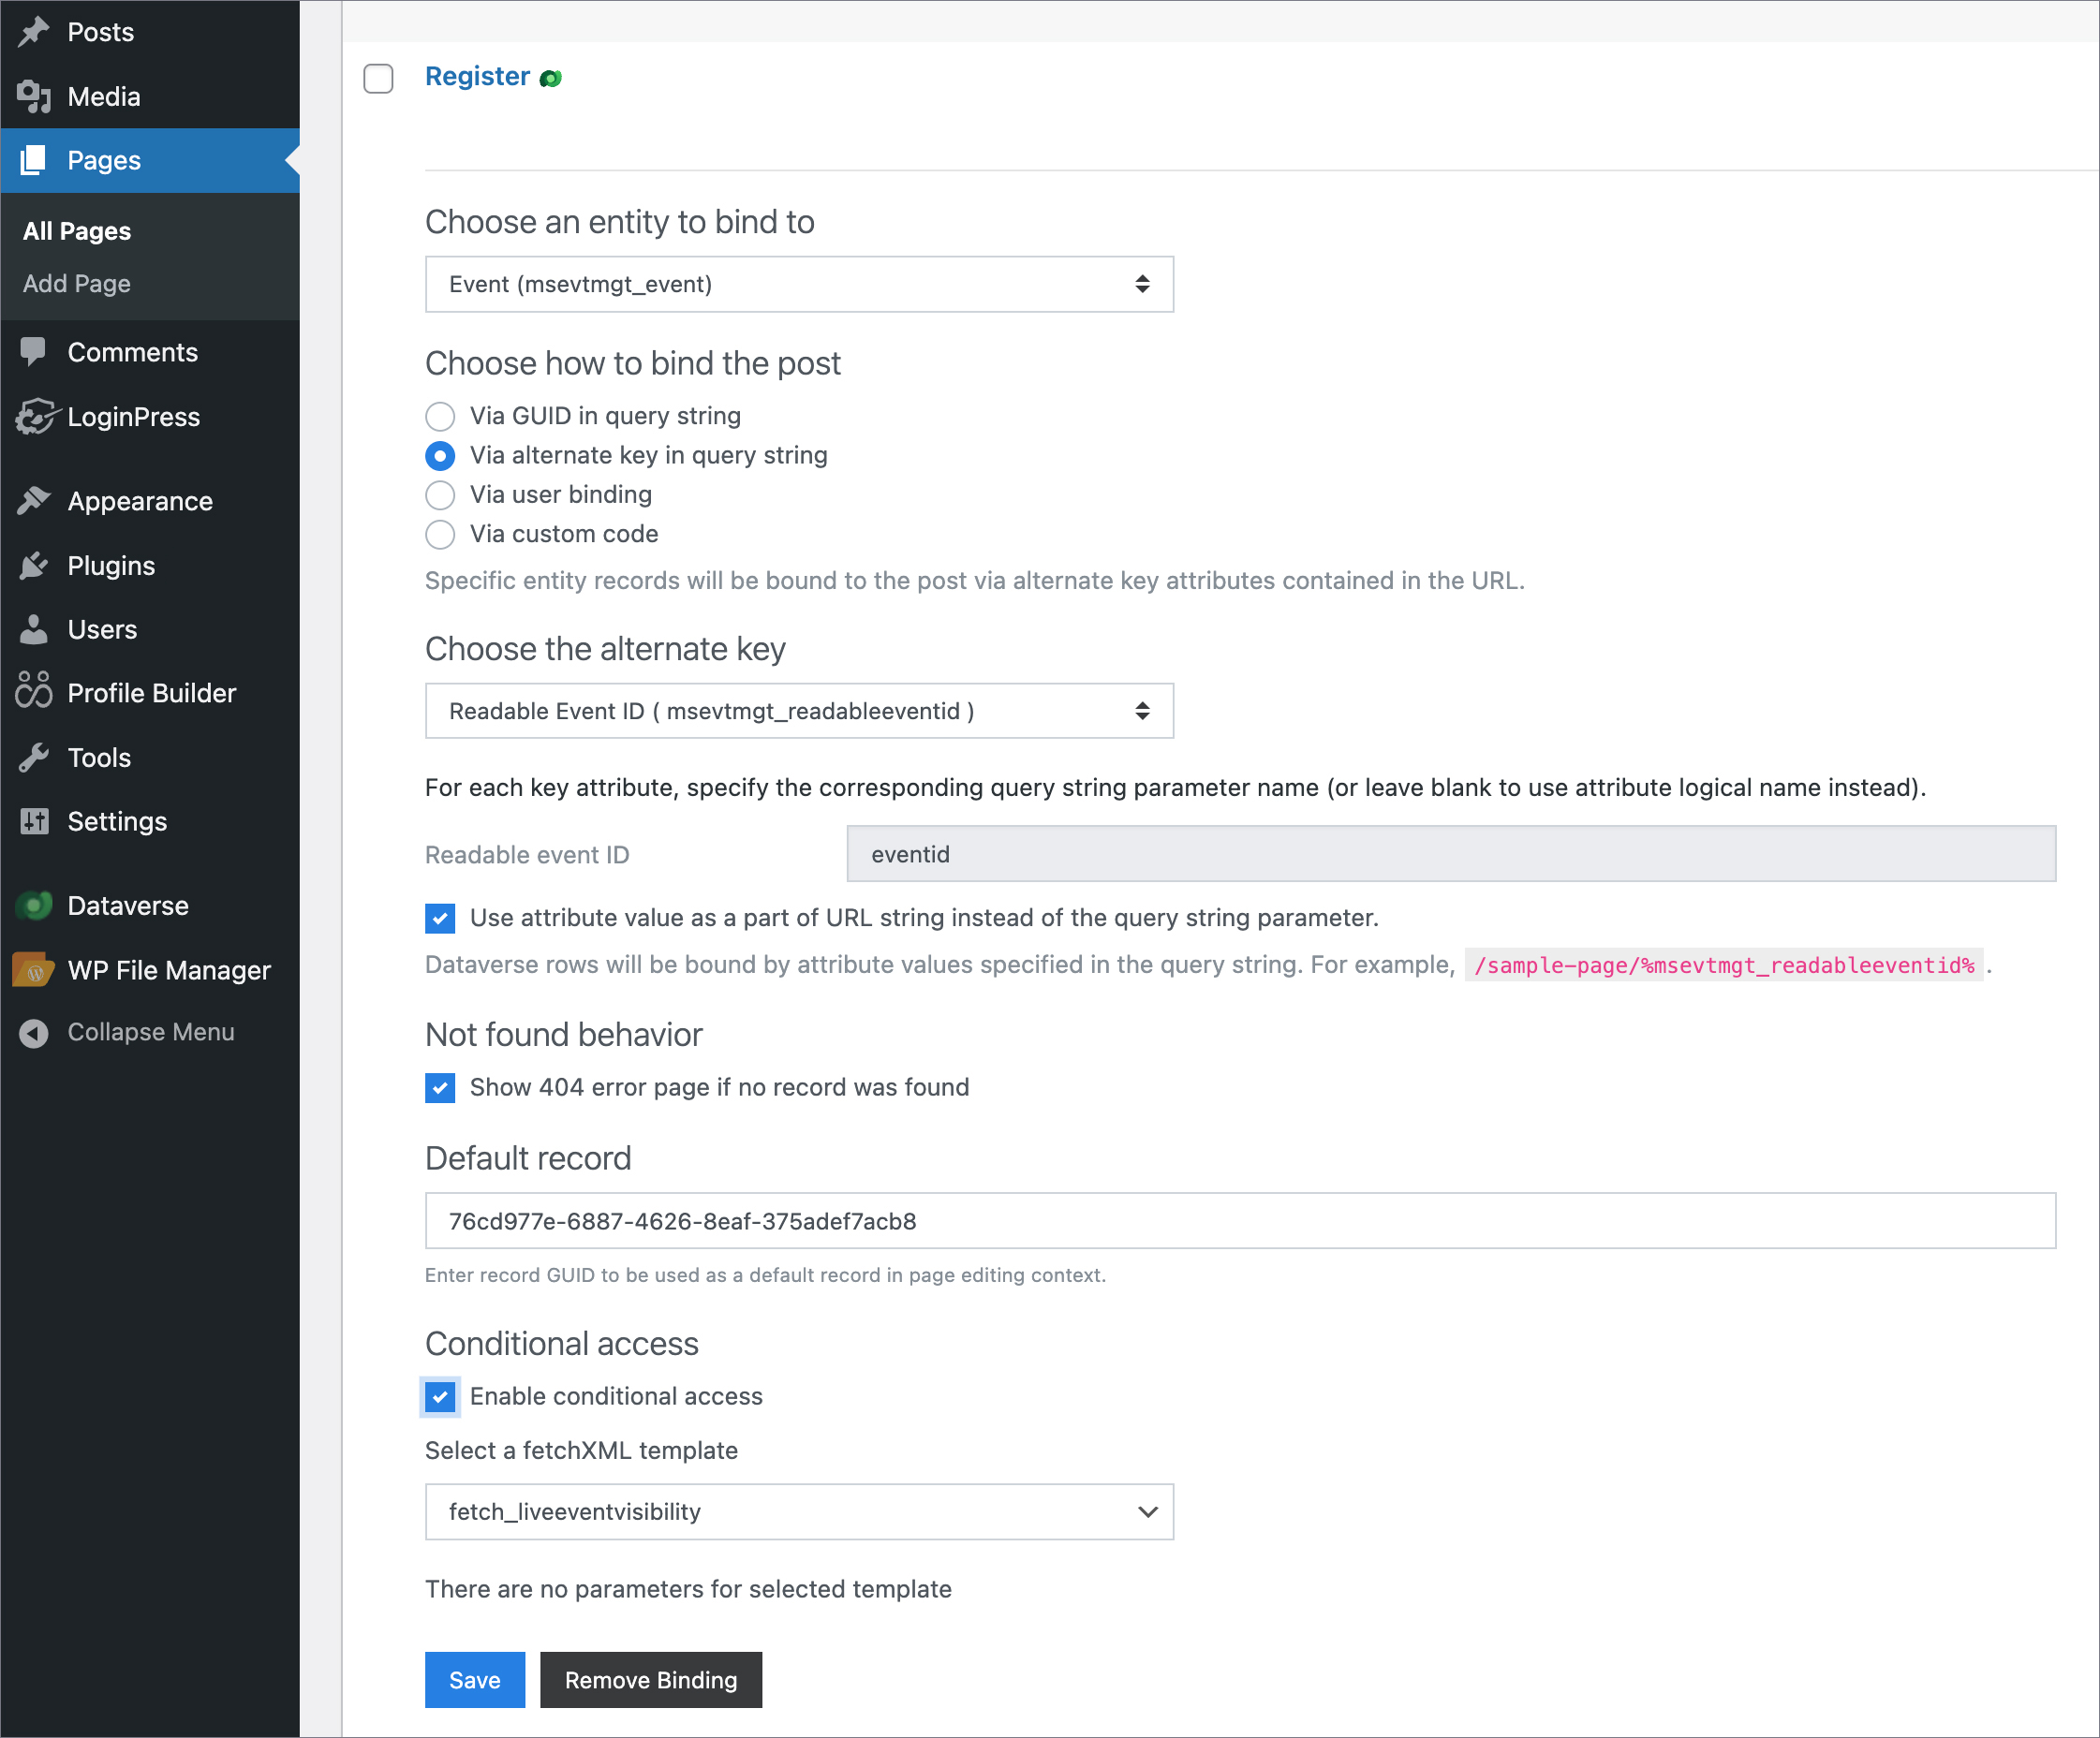 Posts
Media
Pages
All Pages
Add Page
Comments
LoginPress
Appearance
Plugins
Users
Profile Builder
Tools
Settings
Dataverse
WP File Manager
Collapse Menu
Register
Choose an entity to bind to
Event (msevtmgt_event)
Choose how to bind the post
Via GUID in query string
Via alternate key in query string
Via user binding
Via custom code
Specific entity records will be bound to the post via alternate key attributes contained in the URL.
Choose the alternate key
Readable Event ID ( msevtmgt_readableeventid )
For each key attribute, specify the corresponding query string parameter name (or leave blank to use attribute logical name instead).
Readable event ID eventid
Use attribute value as a part of URL string instead of the query string parameter.
Dataverse rows will be bound by attribute values specified in the query string. For example, /sample-page/%msevtmgt_readableeventid% .
Not found behavior
Show 404 error page if no record was found
Default record
76cd977e-6887-4626-8eaf-375adef7acb8
Enter record GUID to be used as a default record in page editing context.
Conditional access
Enable conditional access
Select a fetchXML template
fetch_liveeventvisibility
There are no parameters for selected template
Save Remove Binding